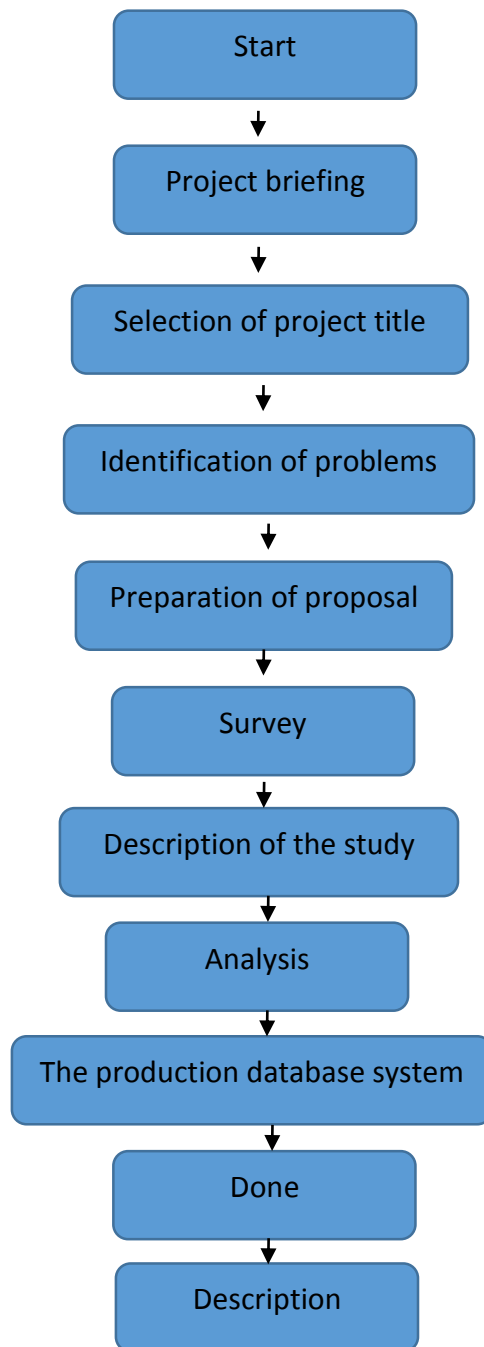 Start
Project briefing
Selection of project title
Identification of problems
Preparation of proposal
Survey
Description of the study
Analysis
The production database system
Done
Description